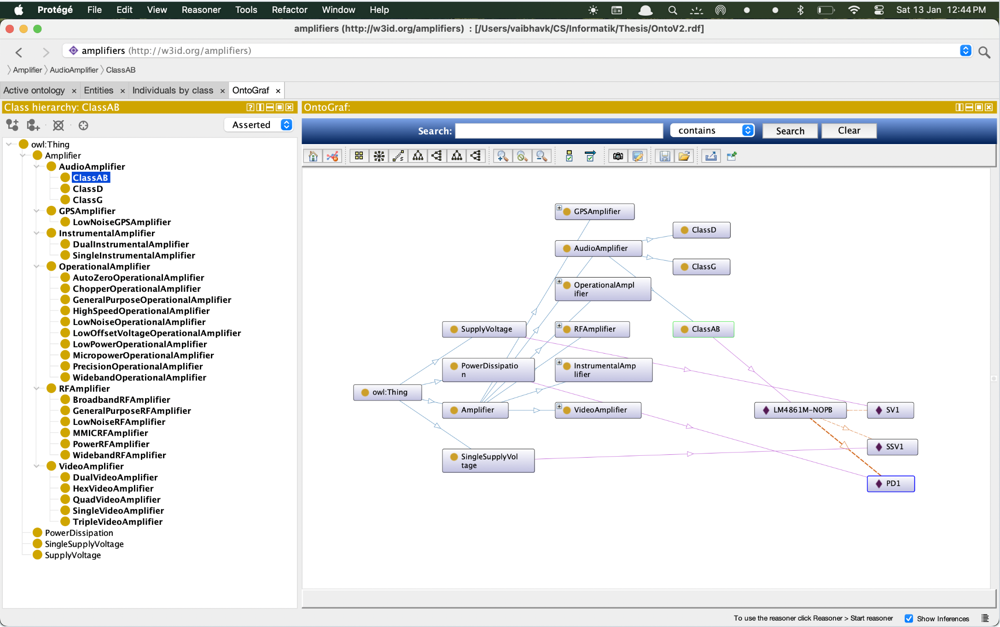 Protégé File Edit View Reasoner Tools Refactor Window Help Sat 13 Jan 12:44 PM
amplifiers (http://w3id.org/amplifiers) : [/Users/vaibhavk/CS/Informatik/Thesis/OntoV2.rdf]
amplifiers (http://w3id.org/amplifiers)
Amplifier AudioAmplifier ClassAB
Active ontology × Entities × Individuals by class × OntoGraf ×
Class hierarchy: ClassAB
Asserted
owl:Thing
Amplifier
AudioAmplifier
ClassAB
ClassD
ClassG
GPSAmplifier
LowNoiseGPSAmplifier
InstrumentalAmplifier
DualInstrumentalAmplifier
SingleInstrumentalAmplifier
OperationalAmplifier
AutoZeroOperationalAmplifier
ChopperOperationalAmplifier
GeneralPurposeOperationalAmplifier
HighSpeedOperationalAmplifier
LowNoiseOperationalAmplifier
LowOffsetVoltageOperationalAmplifier
LowPowerOperationalAmplifier
MicropowerOperationalAmplifier
PrecisionOperationalAmplifier
WidebandOperationalAmplifier
RFAmplifier
BroadbandRFAmplifier
GeneralPurposeRFAmplifier
LowNoiseRFAmplifier
MMICRFAmplifier
PowerRFAmplifier
WidebandRFAmplifier
VideoAmplifier
DualVideoAmplifier
HexVideoAmplifier
QuadVideoAmplifier
SingleVideoAmplifier
TripleVideoAmplifier
PowerDissipation
SingleSupplyVoltage
SupplyVoltage
OntoGraf:
Search: contains Search Clear
GPSAmplifier
ClassD
AudioAmplifier
ClassG
OperationalAmpl
ifier
SupplyVoltage
RFAmplifier
ClassAB
PowerDissipatio
n
InstrumentalAmp
lifier
owl:Thing
Amplifier
VideoAmplifier
LM4861M-NOPB
SV1
SSV1
SingleSupplyVol
tage
PD1
To use the reasoner click Reasoner > Start reasoner Show Inferences